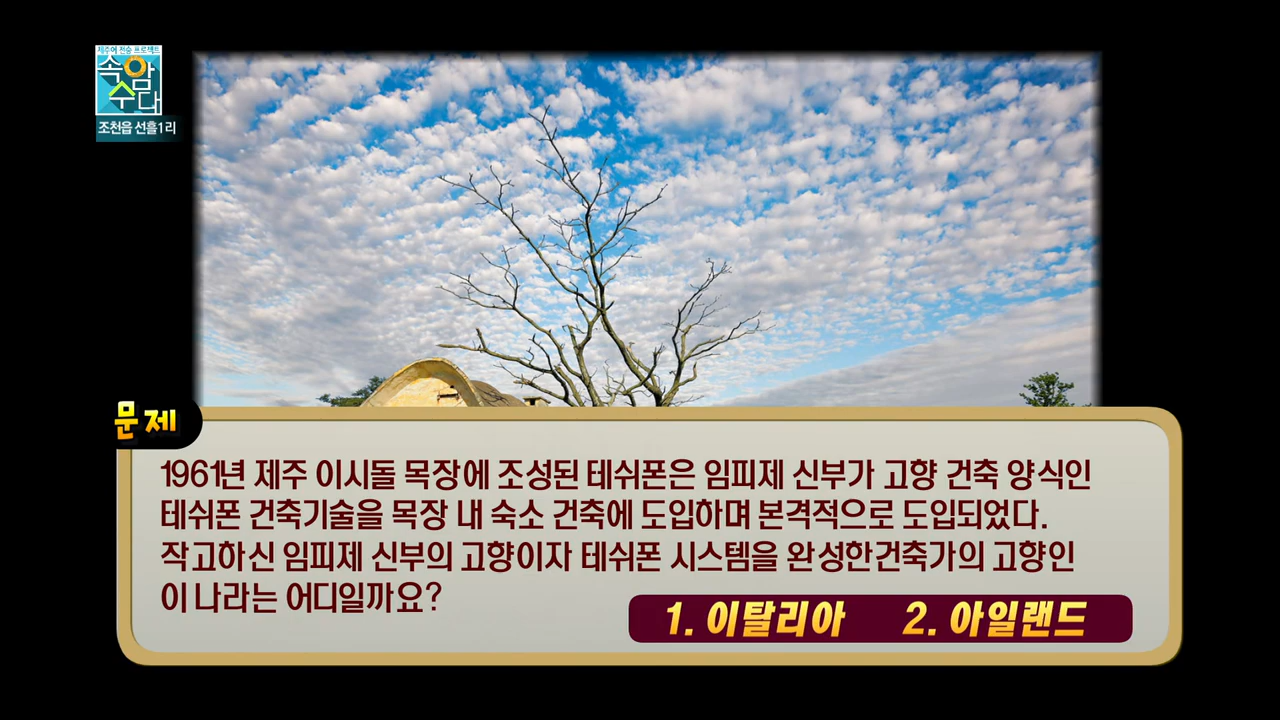 제주어 전승 프로젝트
속암
수다
조천읍 선흘1리
문제
1961년 제주 이시돌 목장에 조성된 테쉬폰은 임피제 신부가 고향 건축 양식인
테쉬폰 건축기술을 목장 내 숙소 건축에 도입하며 본격적으로 도입되었다.
작고하신 임피제 신부의 고향이자 테쉬폰 시스템을 완성한건축가의 고향인
이 나라는 어디일까요?
1. 이탈리아 2. 아일랜드